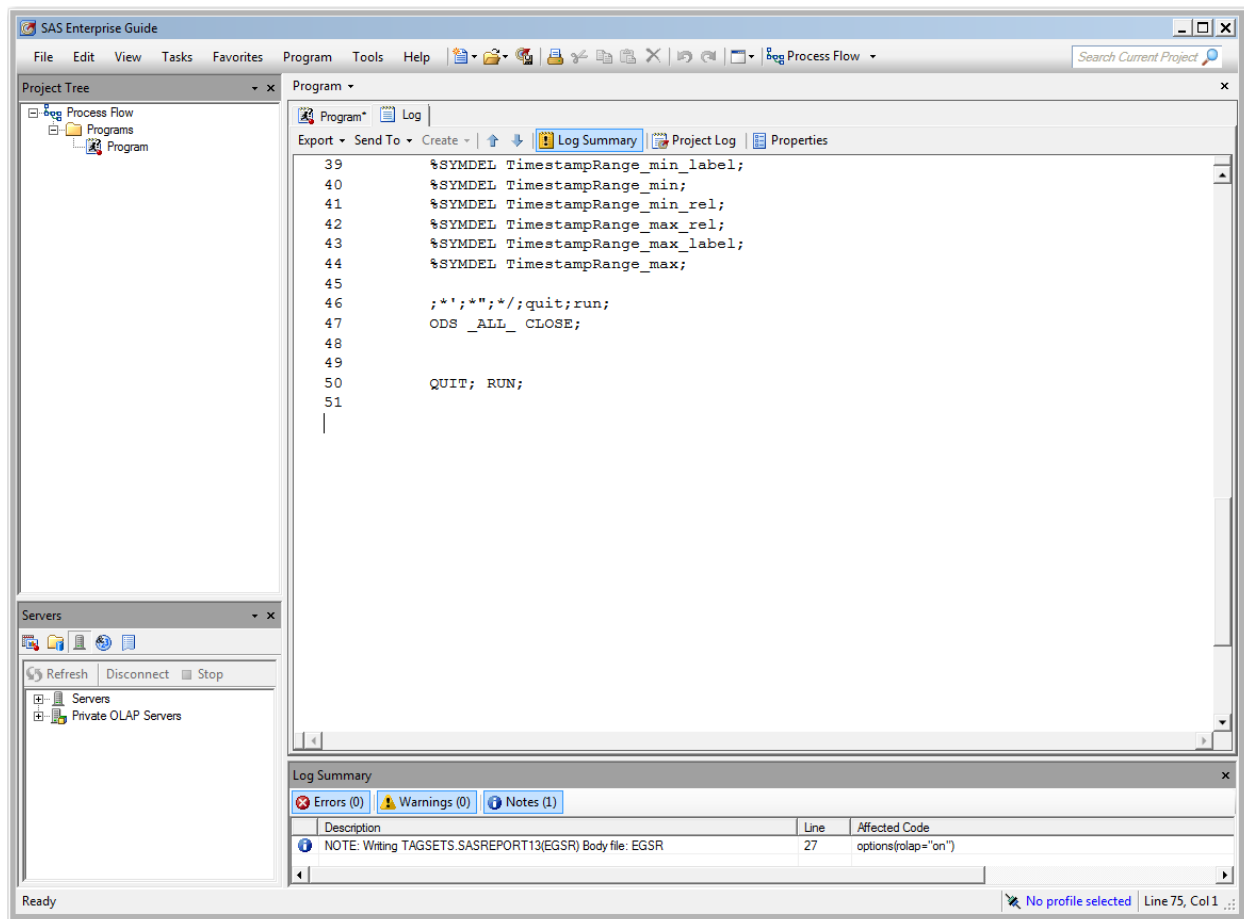 SAS Enterprise Guide
File Edit View Tasks Favorites Program Tools Help Process Flow Search Current Project
Project Tree
Process Flow
Programs
Program
Program
Program* Log
Export Send To Create Log Summary Project Log Properties
39 %SYMDEL TimestampRange_min_label;
40 %SYMDEL TimestampRange_min;
41 %SYMDEL TimestampRange_min_rel;
42 %SYMDEL TimestampRange_max_rel;
43 %SYMDEL TimestampRange_max_label;
44 %SYMDEL TimestampRange_max;
45
46 ;*';*";*/;quit;run;
47 ODS _ALL_ CLOSE;
48
49
50 QUIT; RUN;
51
Servers
Refresh Disconnect Stop
Servers
Private OLAP Servers
Log Summary
Errors (0) Warnings (0) Notes (1)
Description Line Affected Code
NOTE: Writing TAGSETS.SASREPORT13(EGSR) Body file: EGSR 27 options(rolap="on")
Ready No profile selected Line 75, Col 1